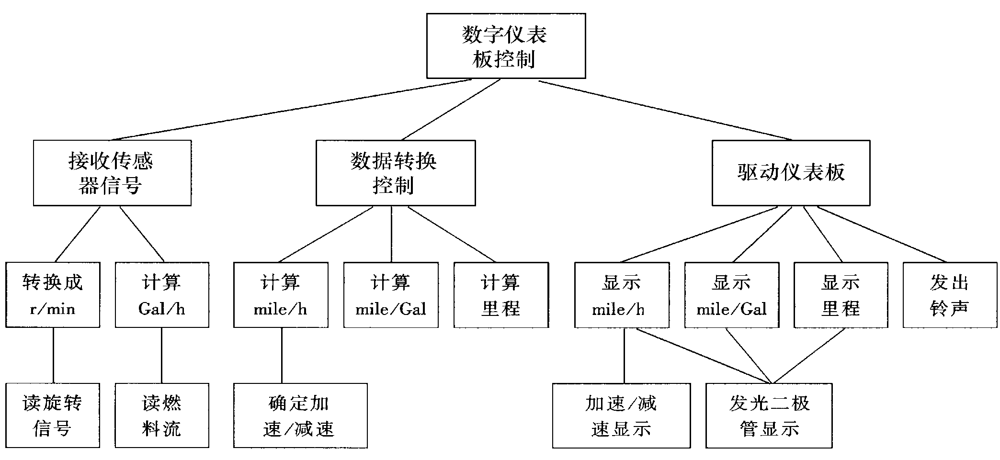 数字仪表
板控制
接收传感
器信号
数据转换
控制
驱动仪表板
转换成
r/min
计算
Gal/h
计算
mile/h
计算
mile/Gal
计算
里程
显示
mile/h
显示
mile/Gal
显示
里程
发出
铃声
读旋转
信号
读燃
料流
确定加
速/减速
加速/减
速显示
发光二极
管显示